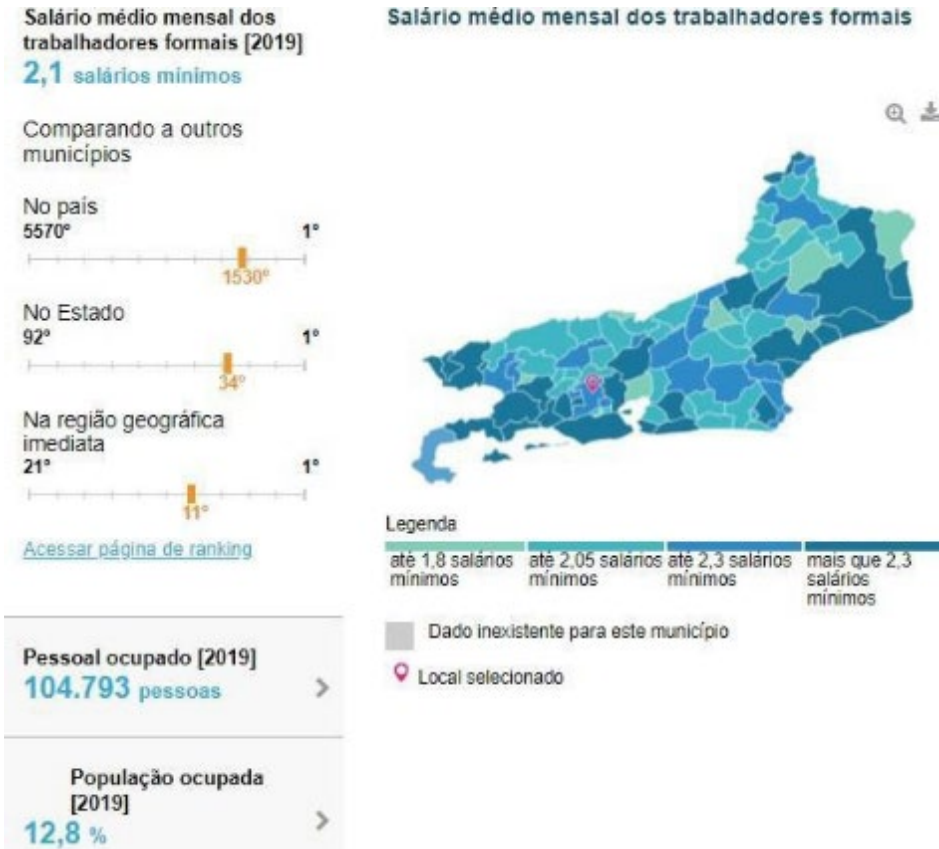 Salário médio mensal dos
trabalhadores formais [2019]
2,1 salários mínimos
Comparando a outros
municípios
No país
5570º 1º
1530º
No Estado
92º 1º
34º
Na região geográfica
imediata
21º 1º
11º
Acessar página de ranking
Pessoal ocupado [2019]
104.793 pessoas
População ocupada
[2019]
12,8 %
Salário médio mensal dos trabalhadores formais
Legenda
até 1,8 salários
mínimos
até 2,05 salários
mínimos
até 2,3 salários
mínimos
mais que 2,3
salários
mínimos
Dado inexistente para este município
Local selecionado